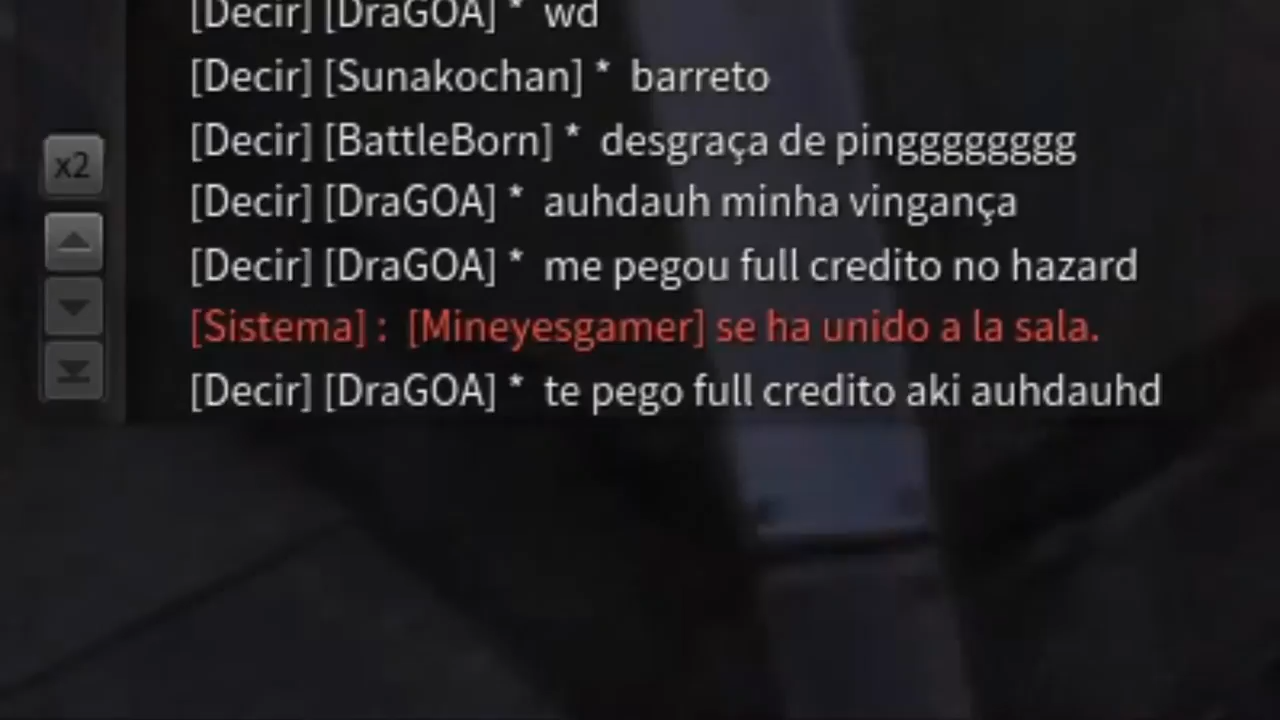 [Decir] [DraGOA] * wd
[Decir] [Sunakochan] * barreto
x2
[Decir] [BattleBorn] * desgraça de pinggggggggg
[Decir] [DraGOA] * auhdauh minha vingança
[Decir] [DraGOA] * me pegou full credito no hazard
[Sistema] : [Mineyesgamer] se ha unido a la sala.
[Decir] [DraGOA] * te pego full credito aki auhdauhd